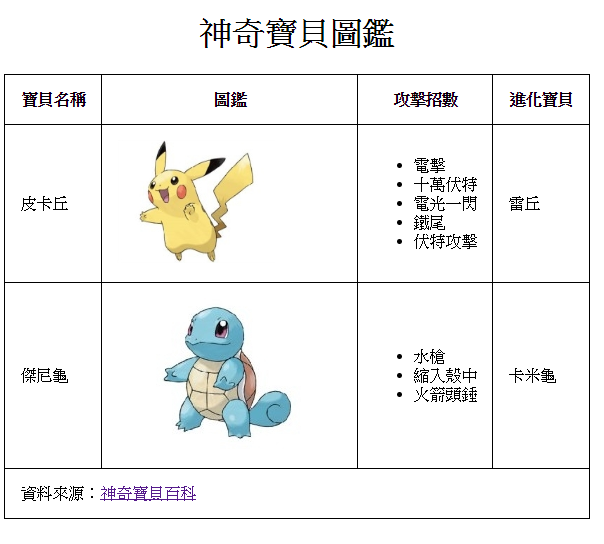 神奇寶貝圖鑑
寶貝名稱 圖鑑 攻擊招數 進化寶貝
皮卡丘
電擊
十萬伏特
電光一閃
鐵尾
伏特攻擊
雷丘
傑尼龜
水槍
縮入殼中
火箭頭錘
卡米龜
資料來源：神奇寶貝百科